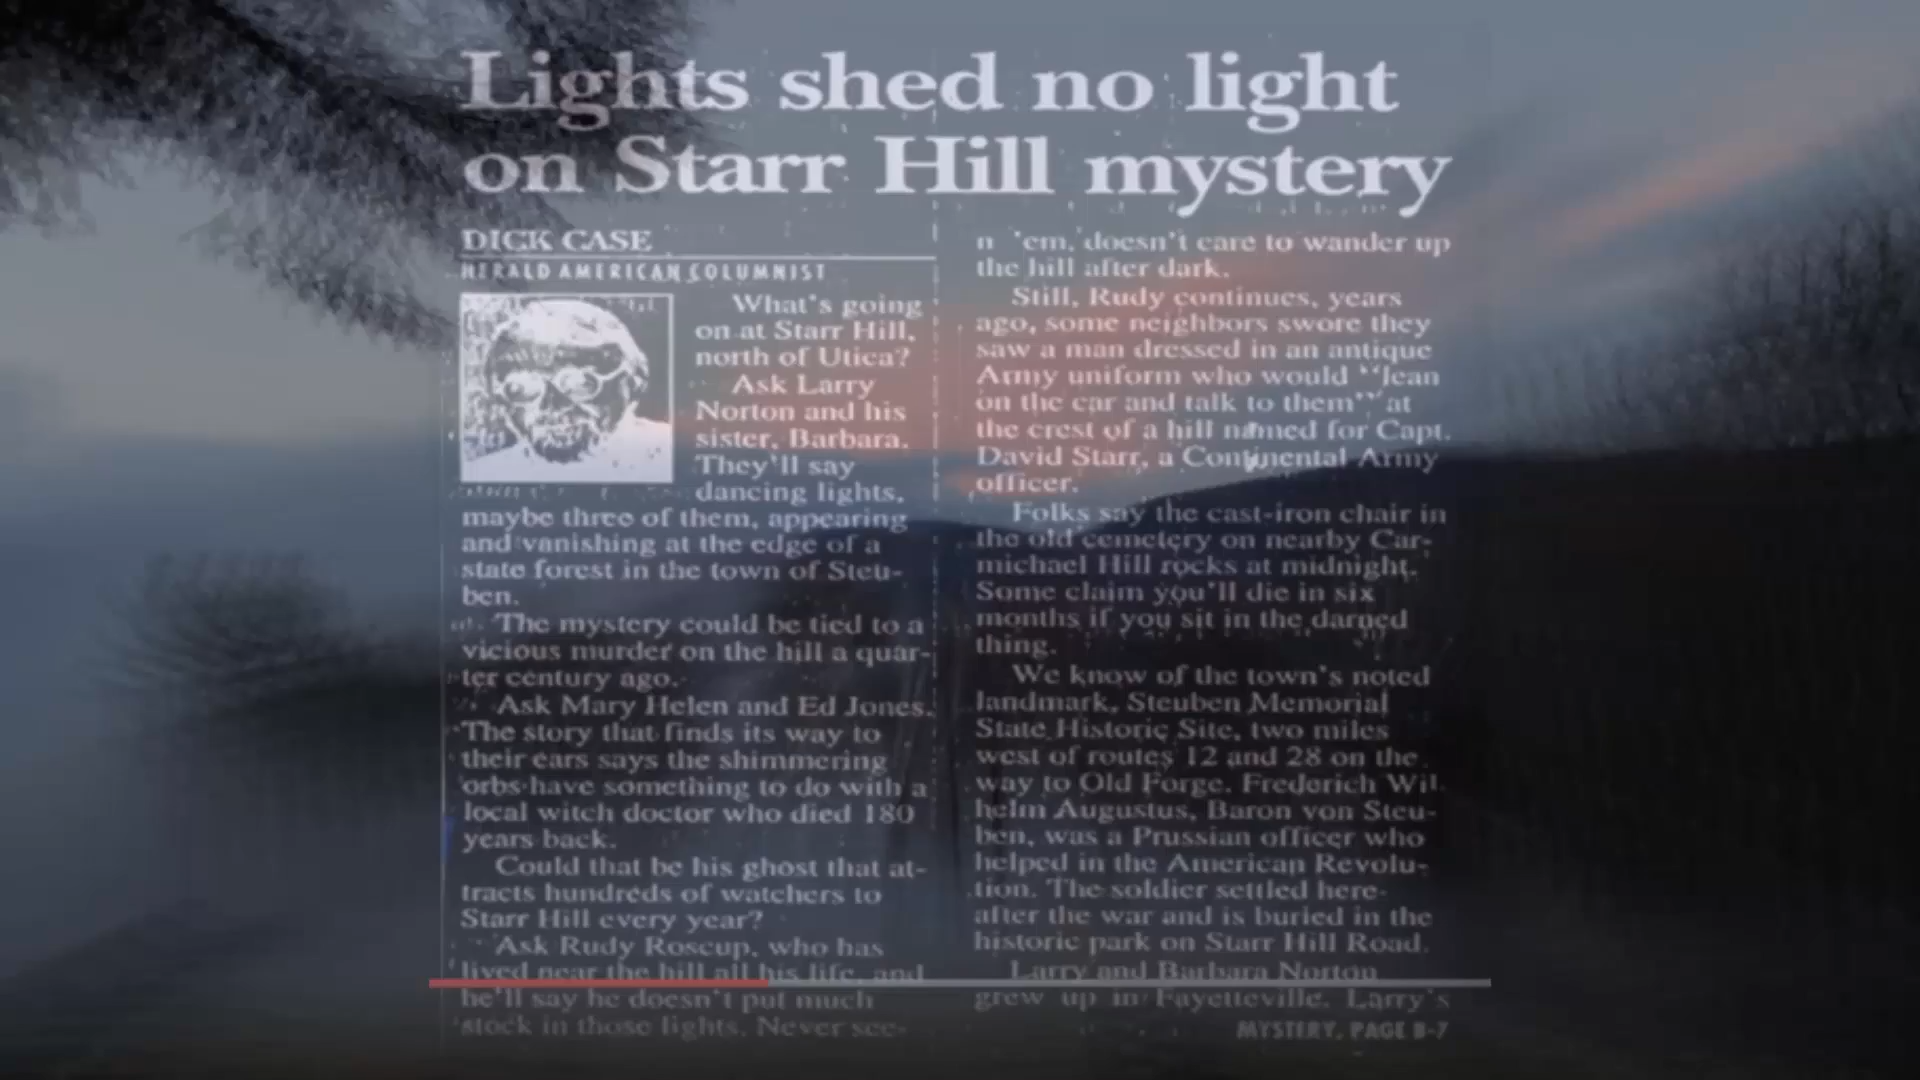 Lights shed no light
on Starr Hill mystery
DICK CASE
HERALD AMERICAN COLUMNIST
What's going
on at Starr Hill,
north of Utica?
Ask Larry
Norton and his
sister, Barbara.
They'll say
dancing lights,
maybe three of them, appearing
and vanishing at the edge of a
state forest in the town of Steu-
ben.
The mystery could be tied to a
vicious murder on the hill a quar-
ter century ago.
Ask Mary Helen and Ed Jones.
The story that finds its way to
their ears says the shimmering
orbs have something to do with a
local witch doctor who died 180
years back.
Could that be his ghost that at-
tracts hundreds of watchers to
Starr Hill every year?
Ask Rudy Roscup, who has
lived near the hill all his life, and
he'll say he doesn't put much
stock in those lights. Never see-
n 'em, doesn't care to wander up
the hill after dark.
Still, Rudy continues, years
ago, some neighbors swore they
saw a man dressed in an antique
Army uniform who would "lean
on the car and talk to them" at
the crest of a hill named for Capt.
David Starr, a Continental Army
officer.
Folks say the cast-iron chair in
the old cemetery on nearby Car-
michael Hill rocks at midnight.
Some claim you'll die in six
months if you sit in the darned
thing.
We know of the town's noted
landmark, Steuben Memorial
State Historic Site, two miles
west of routes 12 and 28 on the
way to Old Forge. Frederich Wil-
helm Augustus, Baron von Steu-
ben, was a Prussian officer who
helped in the American Revolu-
tion. The soldier settled here
after the war and is buried in the
historic park on Starr Hill Road.
Larry and Barbara Norton
grew up in Fayetteville. Larry's
MYSTERY, PAGE B-7